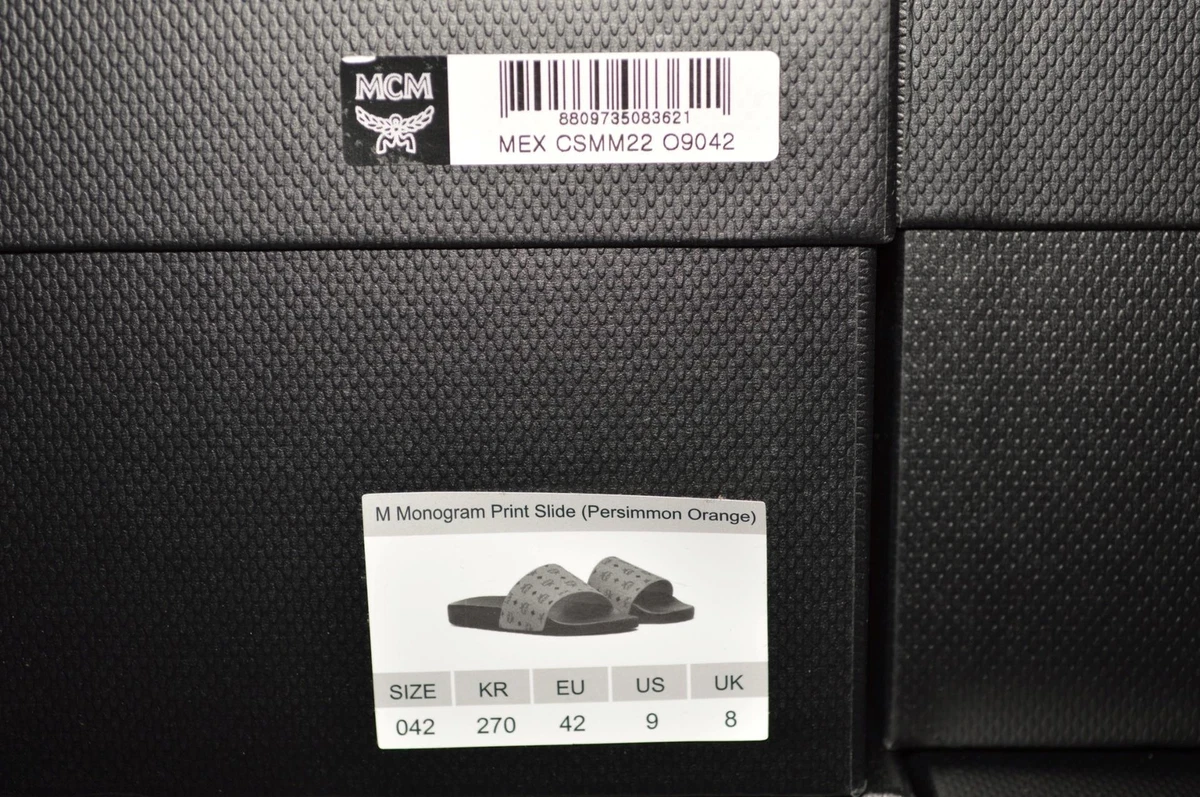 MCM
8809735083621
MEX CSMM22 O9042
M Monogram Print Slide (Persimmon Orange)
SIZE KR EU US UK
042 270 42 9 8